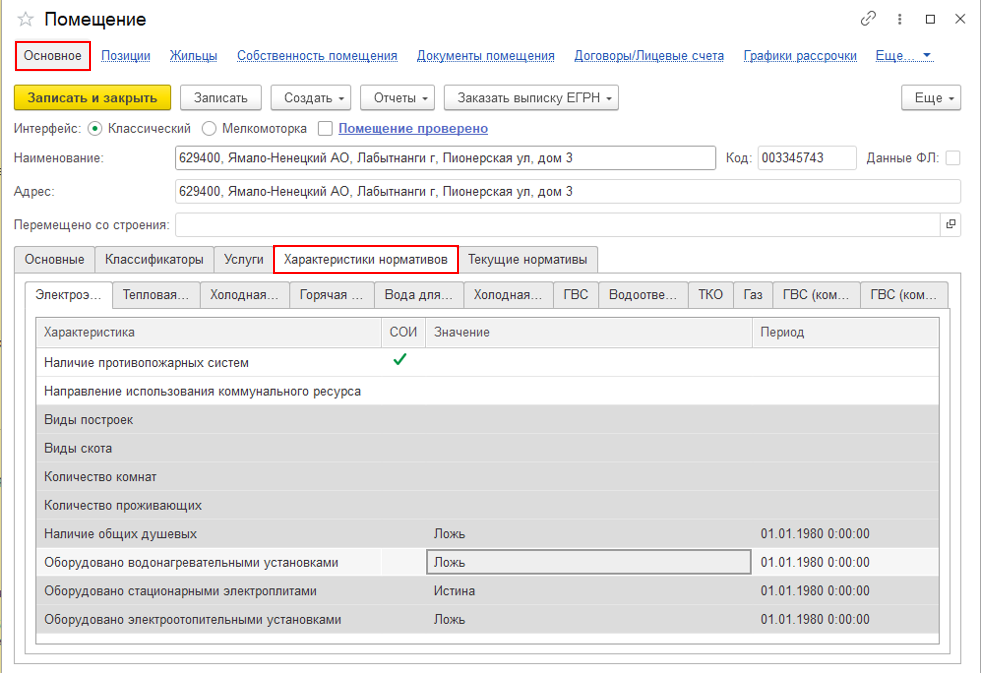 Помещение
Основное Позиции Жильцы Собственность помещения Документы помещения Договоры/Лицевые счета Графики рассрочки Еще...
Записать и закрыть Записать Создать Отчеты Заказать выписку ЕГРН Еще
Интерфейс: Классический Мелкомоторка Помещение проверено
Наименование: 629400, Ямало-Ненецкий АО, Лабытнанги г, Пионерская ул, дом 3 Код: 003345743 Данные ФЛ:
Адрес: 629400, Ямало-Ненецкий АО, Лабытнанги г, Пионерская ул, дом 3
Перемещено со строения:
Основные Классификаторы Услуги Характеристики нормативов Текущие нормативы
Электроэ... Тепловая... Холодная... Горячая ... Вода для... Холодная... ГВС Водоотве... ТКО Газ ГВС (ком... ГВС (ком...
Характеристика СОИ Значение Период
Наличие противопожарных систем
Направление использования коммунального ресурса
Виды построек
Виды скота
Количество комнат
Количество проживающих
Наличие общих душевых Ложь 01.01.1980 0:00:00
Оборудовано водонагревательными установками Ложь 01.01.1980 0:00:00
Оборудовано стационарными электроплитами Истина 01.01.1980 0:00:00
Оборудовано электроотопительными установками Ложь 01.01.1980 0:00:00